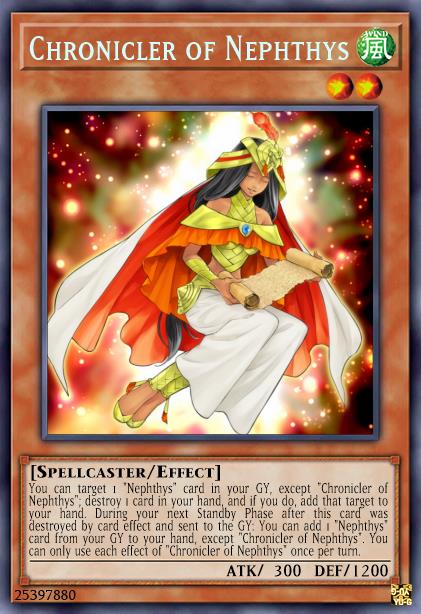 CHRONICLER OF NEPHTHYS
WIND
風
[SPELLCASTER/EFFECT]
You can target 1 "Nephthys" card in your GY, except "Chronicler of
Nephthys"; destroy 1 card in your hand, and if you do, add that target to
your hand. During your next Standby Phase after this card was
destroyed by card effect and sent to the GY: You can add 1 "Nephthys"
card from your GY to your hand, except "Chronicler of Nephthys". You
can only use each effect of "Chronicler of Nephthys" once per turn.
ATK/ 300 DEF/1200
25397880